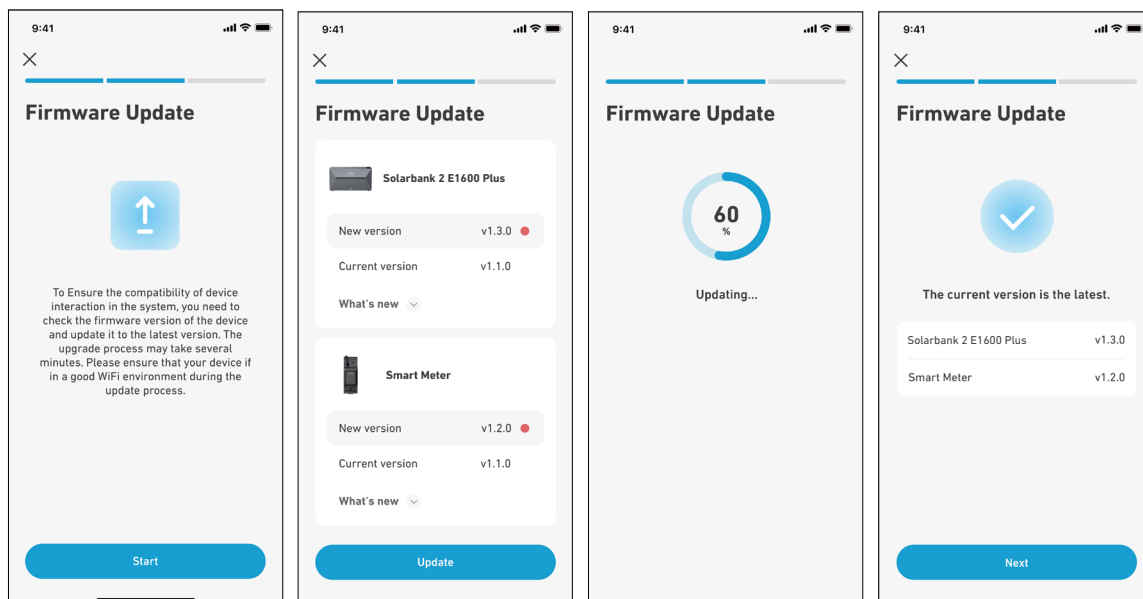 9:41
Firmware Update
To Ensure the compatibility of device
interaction in the system, you need to
check the firmware version of the device
and update it to the latest version. The
upgrade process may take several
minutes. Please ensure that your device if
in a good WiFi environment during the
update process.
Start
9:41
Firmware Update
Solarbank 2 E1600 Plus
New version v1.3.0
Current version v1.1.0
What's new
Smart Meter
New version v1.2.0
Current version v1.1.0
What's new
Update
9:41
Firmware Update
60
%
Updating...
9:41
Firmware Update
The current version is the latest.
Solarbank 2 E1600 Plus v1.3.0
Smart Meter v1.2.0
Next